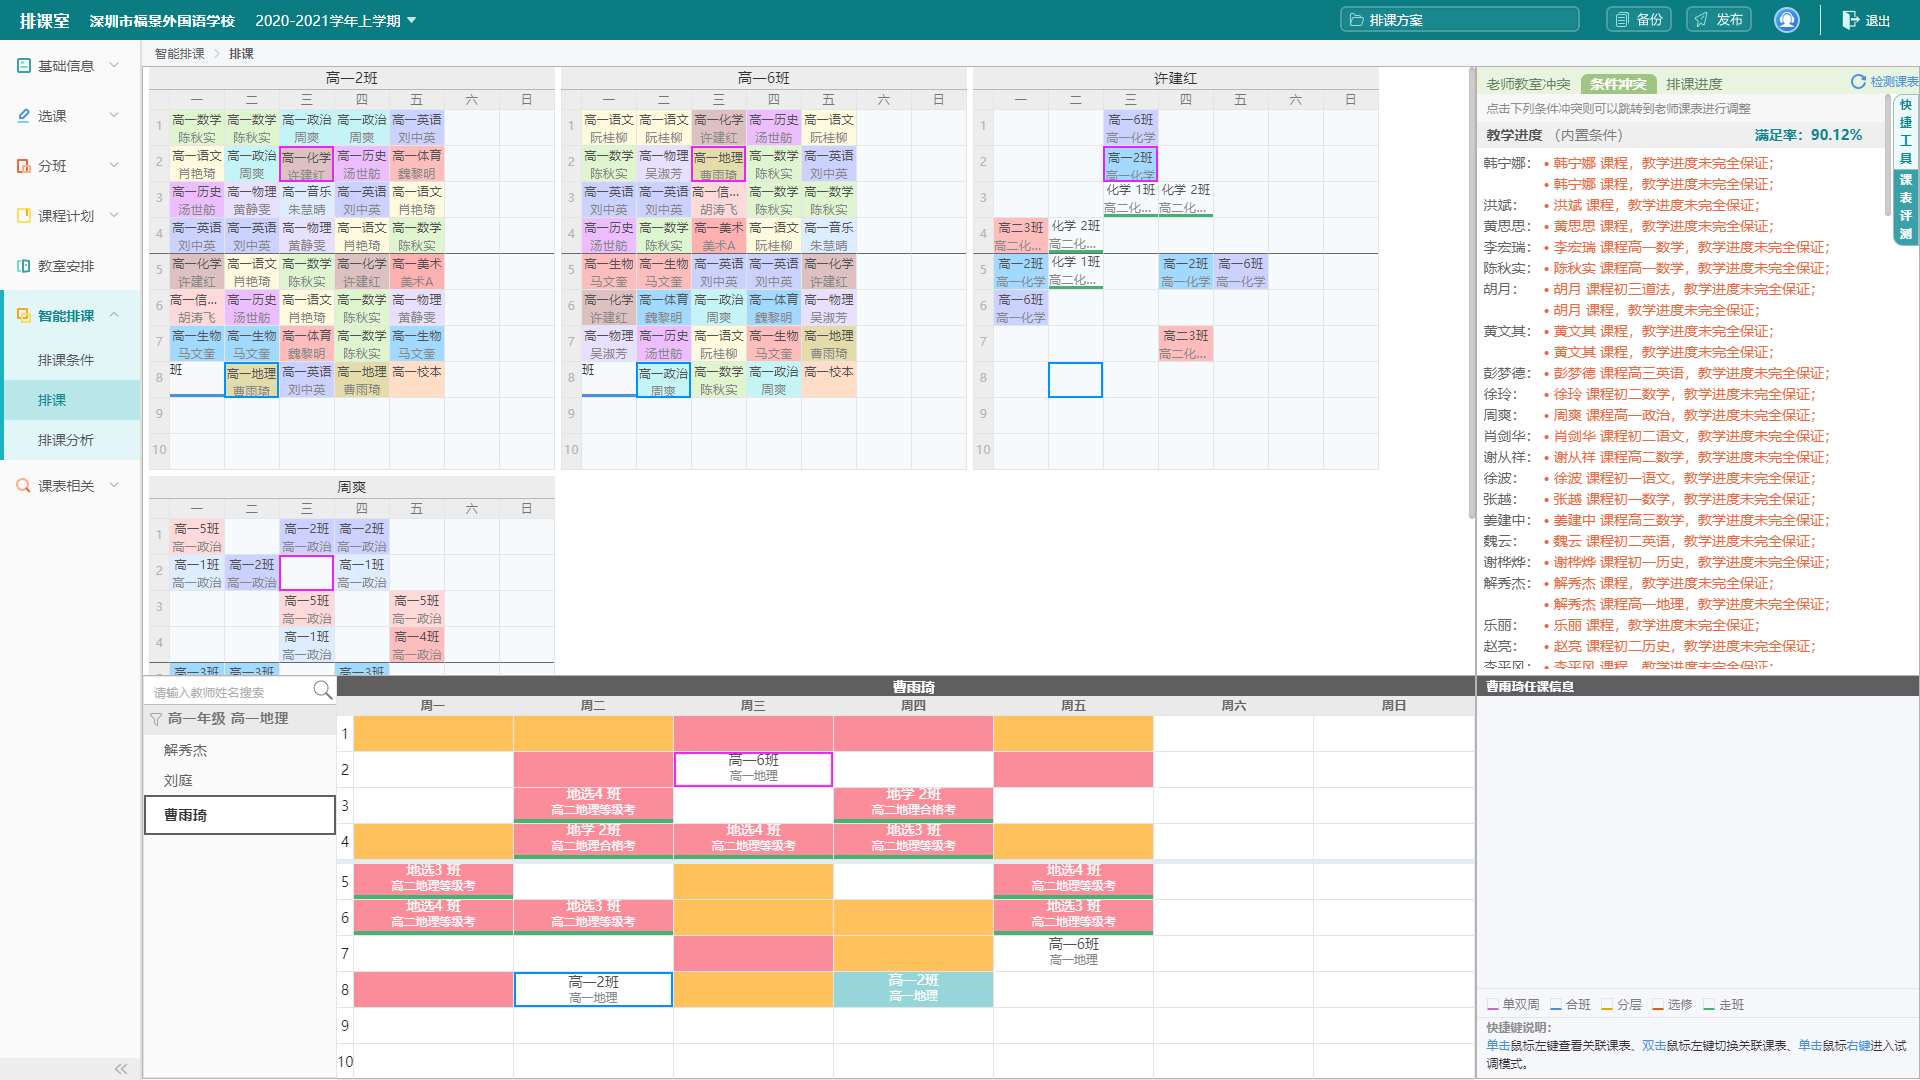 排课室 深圳市福景外国语学校 2020-2021学年上学期 排课方案 备份 发布 退出
基础信息
选课
分班
课程计划
教室安排
智能排课
排课条件
排课
排课分析
课表相关
智能排课 排课
高一2班
一 二 三 四 五 六 日
1 高一数学 高一数学 高一政治 高一政治 高一英语
陈秋实 陈秋实 周爽 周爽 刘中英
2 高一语文 高一政治 高一化学 高一历史 高一体育
肖艳琦 周爽 许建红 汤世舫 魏黎明
3 高一历史 高一物理 高一音乐 高一英语 高一语文
汤世舫 黄静雯 朱慧晴 刘中英 肖艳琦
4 高一英语 高一英语 高一物理 高一语文 高一数学
刘中英 刘中英 黄静雯 肖艳琦 陈秋实
5 高一化学 高一语文 高一数学 高一化学 高一美术
许建红 肖艳琦 陈秋实 许建红 美术A
6 高一信... 高一历史 高一语文 高一数学 高一物理
胡涛飞 汤世舫 肖艳琦 陈秋实 黄静雯
7 高一生物 高一生物 高一体育 高一数学 高一生物
马文奎 马文奎 魏黎明 陈秋实 马文奎
8 班 高一地理 高一英语 高一地理 高一校本
曹雨琦 刘中英 曹雨琦
9
10
高一6班
一 二 三 四 五 六 日
1 高一语文 高一语文 高一化学 高一历史 高一语文
阮桂柳 阮桂柳 许建红 汤世舫 阮桂柳
2 高一数学 高一物理 高一地理 高一数学 高一英语
陈秋实 吴淑芳 曹雨琦 陈秋实 刘中英
3 高一英语 高一英语 高一信... 高一数学 高一数学
刘中英 刘中英 胡涛飞 陈秋实 陈秋实
4 高一历史 高一数学 高一美术 高一语文 高一音乐
汤世舫 陈秋实 美术A 阮桂柳 朱慧晴
5 高一生物 高一生物 高一英语 高一英语 高一化学
马文奎 马文奎 刘中英 刘中英 许建红
6 高一化学 高一体育 高一政治 高一体育 高一物理
许建红 魏黎明 周爽 魏黎明 吴淑芳
7 高一物理 高一历史 高一语文 高一生物 高一地理
吴淑芳 汤世舫 阮桂柳 马文奎 曹雨琦
8 班 高一政治 高一数学 高一政治 高一校本
周爽 陈秋实 周爽
9
10
许建红
一 二 三 四 五 六 日
1 高一6班
高一化学
2 高一2班
高一化学
3 化学 1班 化学 2班
高二化... 高二化...
4 高二3班 化学 2班
高二化... 高二化...
5 高一2班 化学 1班 高一2班 高一6班
高一化学 高二化... 高一化学 高一化学
6 高一6班
高一化学
7 高二3班
高二化...
8
9
10
周爽
一 二 三 四 五 六 日
1 高一5班 高一2班 高一2班
高一政治 高一政治 高一政治
2 高一1班 高一2班 高一1班
高一政治 高一政治 高一政治
3 高一5班 高一5班
高一政治 高一政治
4 高一1班 高一4班
高一政治 高一政治
高一3班 高一3班 高一3班
老师教室冲突 条件冲突 排课进度 检测课表
点击下列条件冲突则可以跳转到老师课表进行调整
教学进度 （内置条件） 满足率：90.12%
快捷工具
课表评测
韩宁娜： • 韩宁娜 课程，教学进度未完全保证；
• 韩宁娜 课程，教学进度未完全保证；
洪斌： • 洪斌 课程，教学进度未完全保证；
黄思思： • 黄思思 课程，教学进度未完全保证；
李宏瑞： • 李宏瑞 课程高一数学，教学进度未完全保证；
陈秋实： • 陈秋实 课程高一数学，教学进度未完全保证；
胡月： • 胡月 课程初三道法，教学进度未完全保证；
• 胡月 课程，教学进度未完全保证；
黄文其： • 黄文其 课程，教学进度未完全保证；
• 黄文其 课程，教学进度未完全保证；
彭梦德： • 彭梦德 课程高三英语，教学进度未完全保证；
徐玲： • 徐玲 课程初二数学，教学进度未完全保证；
周爽： • 周爽 课程高一政治，教学进度未完全保证；
肖剑华： • 肖剑华 课程初二语文，教学进度未完全保证；
谢从祥： • 谢从祥 课程高二数学，教学进度未完全保证；
徐波： • 徐波 课程初一语文，教学进度未完全保证；
张越： • 张越 课程初一数学，教学进度未完全保证；
姜建中： • 姜建中 课程高三数学，教学进度未完全保证；
魏云： • 魏云 课程初二英语，教学进度未完全保证；
谢桦烨： • 谢桦烨 课程初一历史，教学进度未完全保证；
解秀杰： • 解秀杰 课程，教学进度未完全保证；
• 解秀杰 课程高一地理，教学进度未完全保证；
乐丽： • 乐丽 课程，教学进度未完全保证；
赵亮： • 赵亮 课程初二历史，教学进度未完全保证；
李平风： • 李平风 课程，教学进度未完全保证；
请输入教师姓名搜索
高一年级 高一地理
解秀杰
刘庭
曹雨琦
曹雨琦
周一 周二 周三 周四 周五 周六 周日
1
2 高一6班
高一地理
3 地选4 班 地学 2班
高二地理等级考 高二地理合格考
4 地学 2班 地选4 班 地选3 班
高二地理合格考 高二地理等级考 高二地理等级考
5 地选3 班 地选4 班
高二地理等级考 高二地理等级考
6 地选4 班 地选3 班 地选3 班
高二地理等级考 高二地理等级考 高二地理等级考
7 高一6班
高一地理
8 高一2班 高一2班
高一地理 高一地理
9
10
曹雨琦任课信息
单双周 合班 分层 选修 走班
快捷键说明：
单击鼠标左键查看关联课表、双击鼠标左键切换关联课表、单击鼠标右键进入试
调模式。